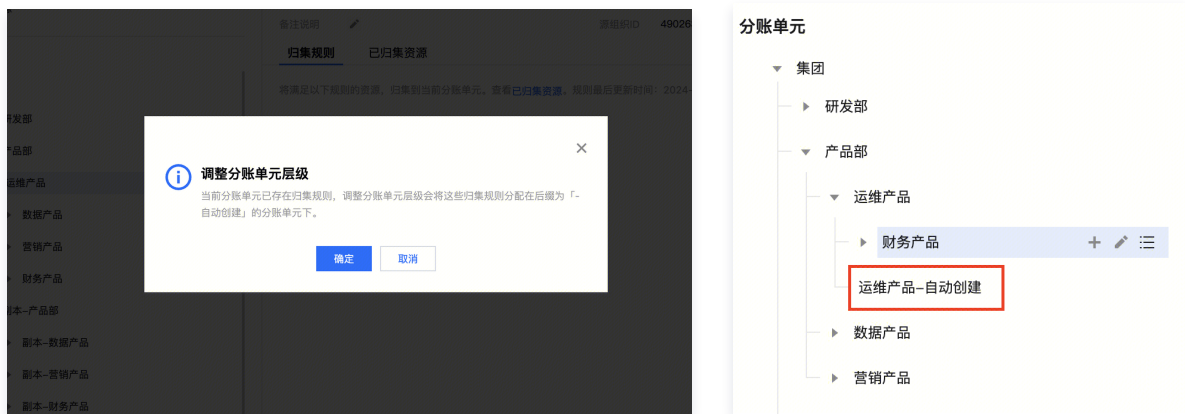 备注说明
原组织ID 49026
归集规则 已归集资源
将满足以下规则的资源，归集到当前分账单元。查看已归集资源。规则最后更新时间：2024-
研发部
产品部
运维产品
数据产品
营销产品
财务产品
副本-产品部
副本-数据产品
副本-营销产品
副本-财务产品
调整分账单元层级
当前分账单元已存在归集规则，调整分账单元层级会将这些归集规则分配在后缀为「-
自动创建」的分账单元下。
确定 取消
分账单元
集团
研发部
产品部
运维产品
财务产品
运维产品-自动创建
数据产品
营销产品